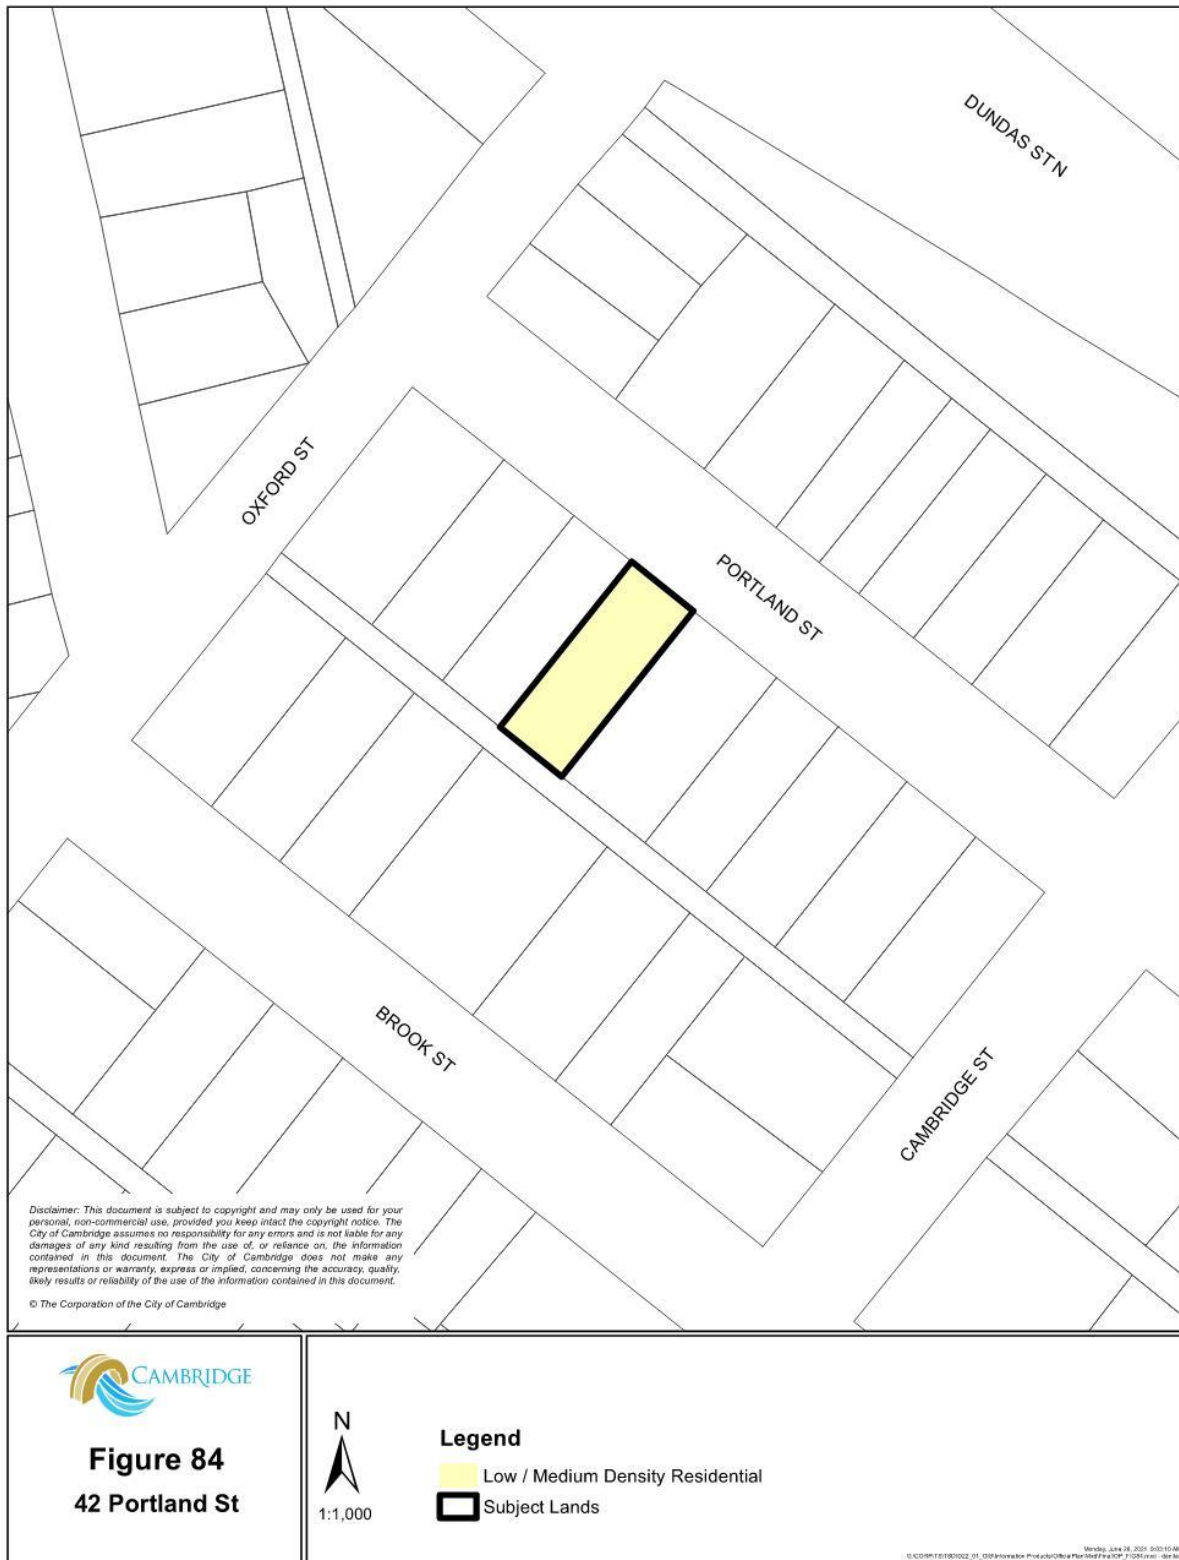 DUNDAS ST N
OXFORD ST
PORTLAND ST
BROOK ST
CAMBRIDGE ST
Disclaimer: This document is subject to copyright and may only be used for your
personal, non-commercial use, provided you keep intact the copyright notice. The
City of Cambridge assumes no responsibility for any errors and is not liable for any
damages of any kind resulting from the use of, or reliance on, the information
contained in this document. The City of Cambridge does not make any
representations or warranty, express or implied, concerning the accuracy, quality,
likely results or reliability of the use of the information contained in this document.
© The Corporation of the City of Cambridge
CAMBRIDGE
Figure 84
42 Portland St
N
1:1,000
Legend
Low / Medium Density Residential
Subject Lands
Monday, June 28, 2021